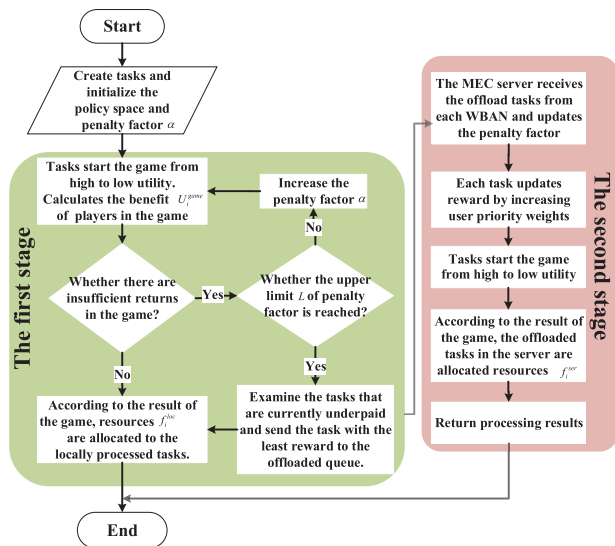 Start
Create tasks and
initialize the
policy space and
penalty factor α
The first stage
Tasks start the game from
high to low utility.
Calculates the benefit U_i^{game}
of players in the game
Increase the
penalty factor α
No
Whether there are
insufficient returns
in the game?
Yes
Whether the upper
limit L of penalty
factor is reached?
No
Yes
According to the result of
the game, resources f_i^{loc}
are allocated to the
locally processed tasks.
Examine the tasks that
are currently underpaid
and send the task with the
least reward to the
offloaded queue.
End
The second stage
The MEC server receives
the offload tasks from
each WBAN and updates
the penalty factor
Each task updates
reward by increasing
user priority weights
Tasks start the game
from high to low utility
According to the result of
the game, the offloaded
tasks in the server are
allocated resources f_i^{ser}
Return processing results